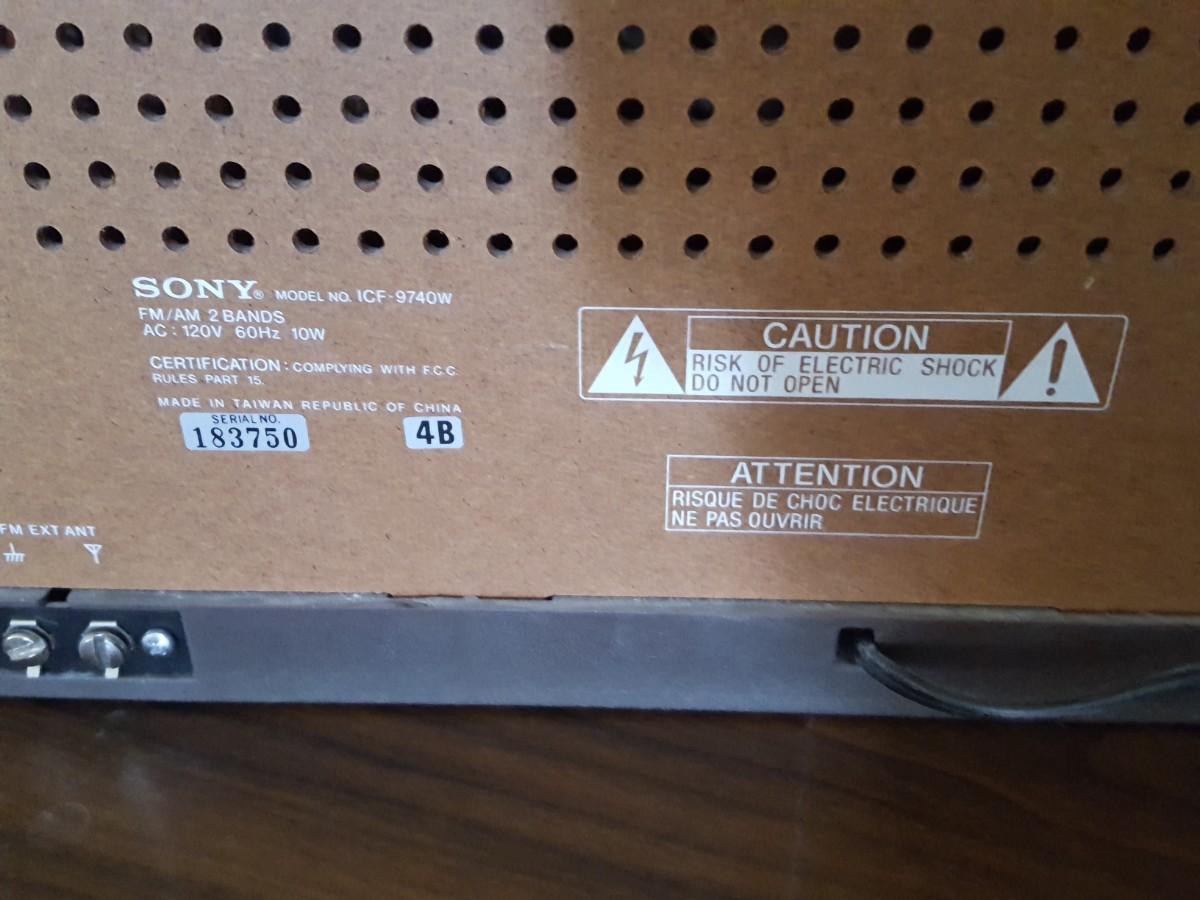 SONY® MODEL NO. ICF-9740W
FM/AM 2 BANDS
AC : 120V 60Hz 10W
CERTIFICATION : COMPLYING WITH F.C.C.
RULES PART 15.
MADE IN TAIWAN REPUBLIC OF CHINA
SERIAL NO.
183750
4B
CAUTION
RISK OF ELECTRIC SHOCK
DO NOT OPEN
ATTENTION
RISQUE DE CHOC ELECTRIQUE
NE PAS OUVRIR
FM EXT ANT